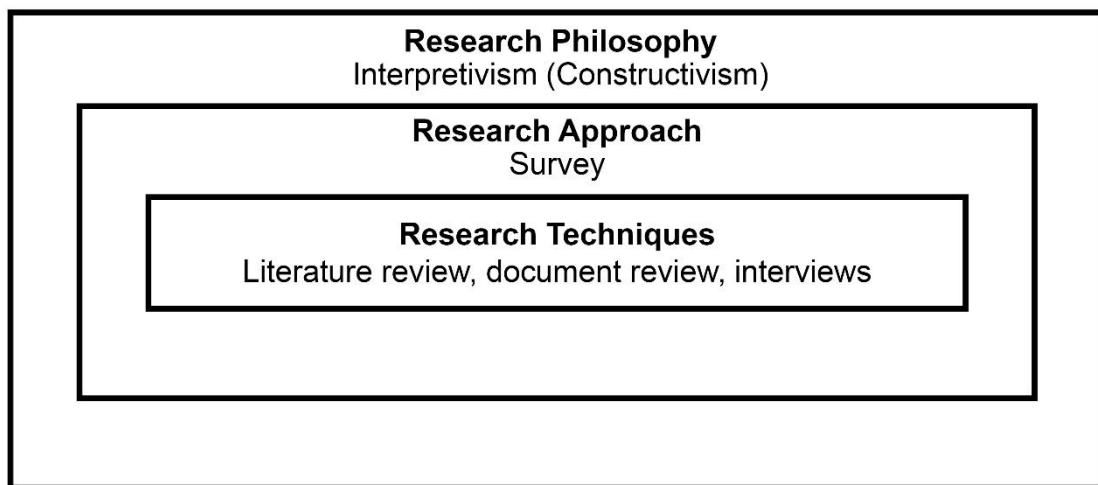 Research Philosophy
Interpretivism (Constructivism)
Research Approach
Survey
Research Techniques
Literature review, document review, interviews